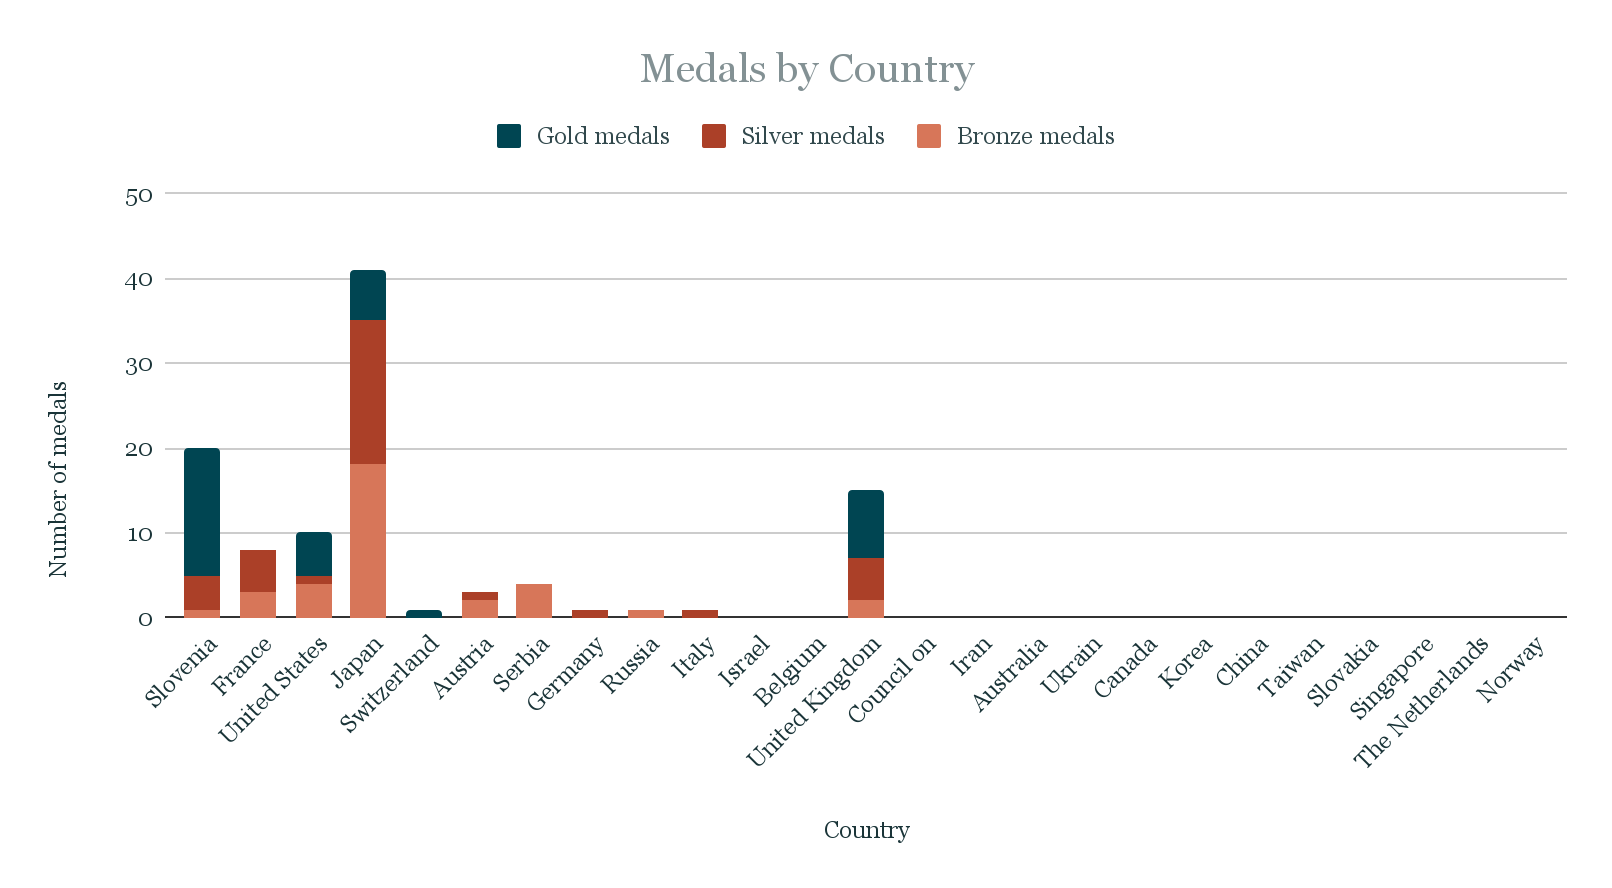 Medals by Country
Gold medals Silver medals Bronze medals
50
40
30
20
10
0
Number of medals
Slovenia
France
United States
Japan
Switzerland
Austria
Serbia
Germany
Russia
Italy
Israel
Belgium
United Kingdom
Council on
Iran
Australia
Ukrain
Canada
Korea
China
Taiwan
Slovakia
Singapore
The Netherlands
Norway
Country